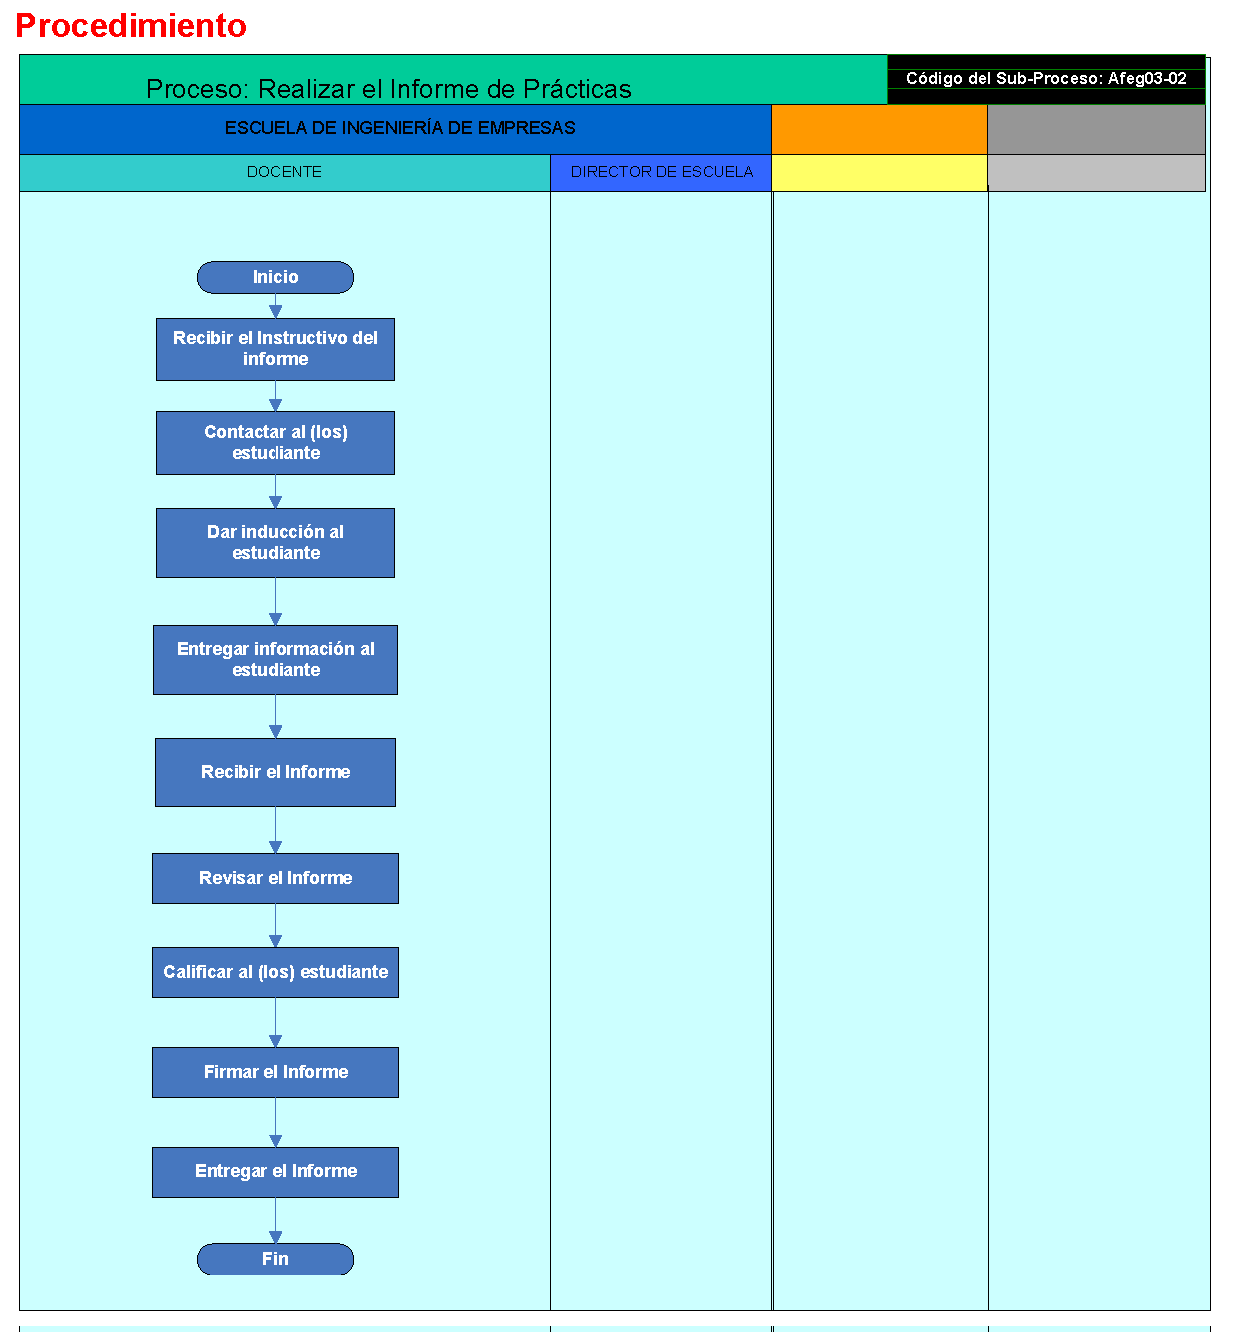 Procedimiento
Proceso: Realizar el Informe de Prácticas
Código del Sub-Proceso: Afeg03-02
ESCUELA DE INGENIERÍA DE EMPRESAS
DOCENTE
DIRECTOR DE ESCUELA
Inicio
Recibir el Instructivo del
informe
Contactar al (los)
estudiante
Dar inducción al
estudiante
Entregar información al
estudiante
Recibir el Informe
Revisar el Informe
Calificar al (los) estudiante
Firmar el Informe
Entregar el Informe
Fin